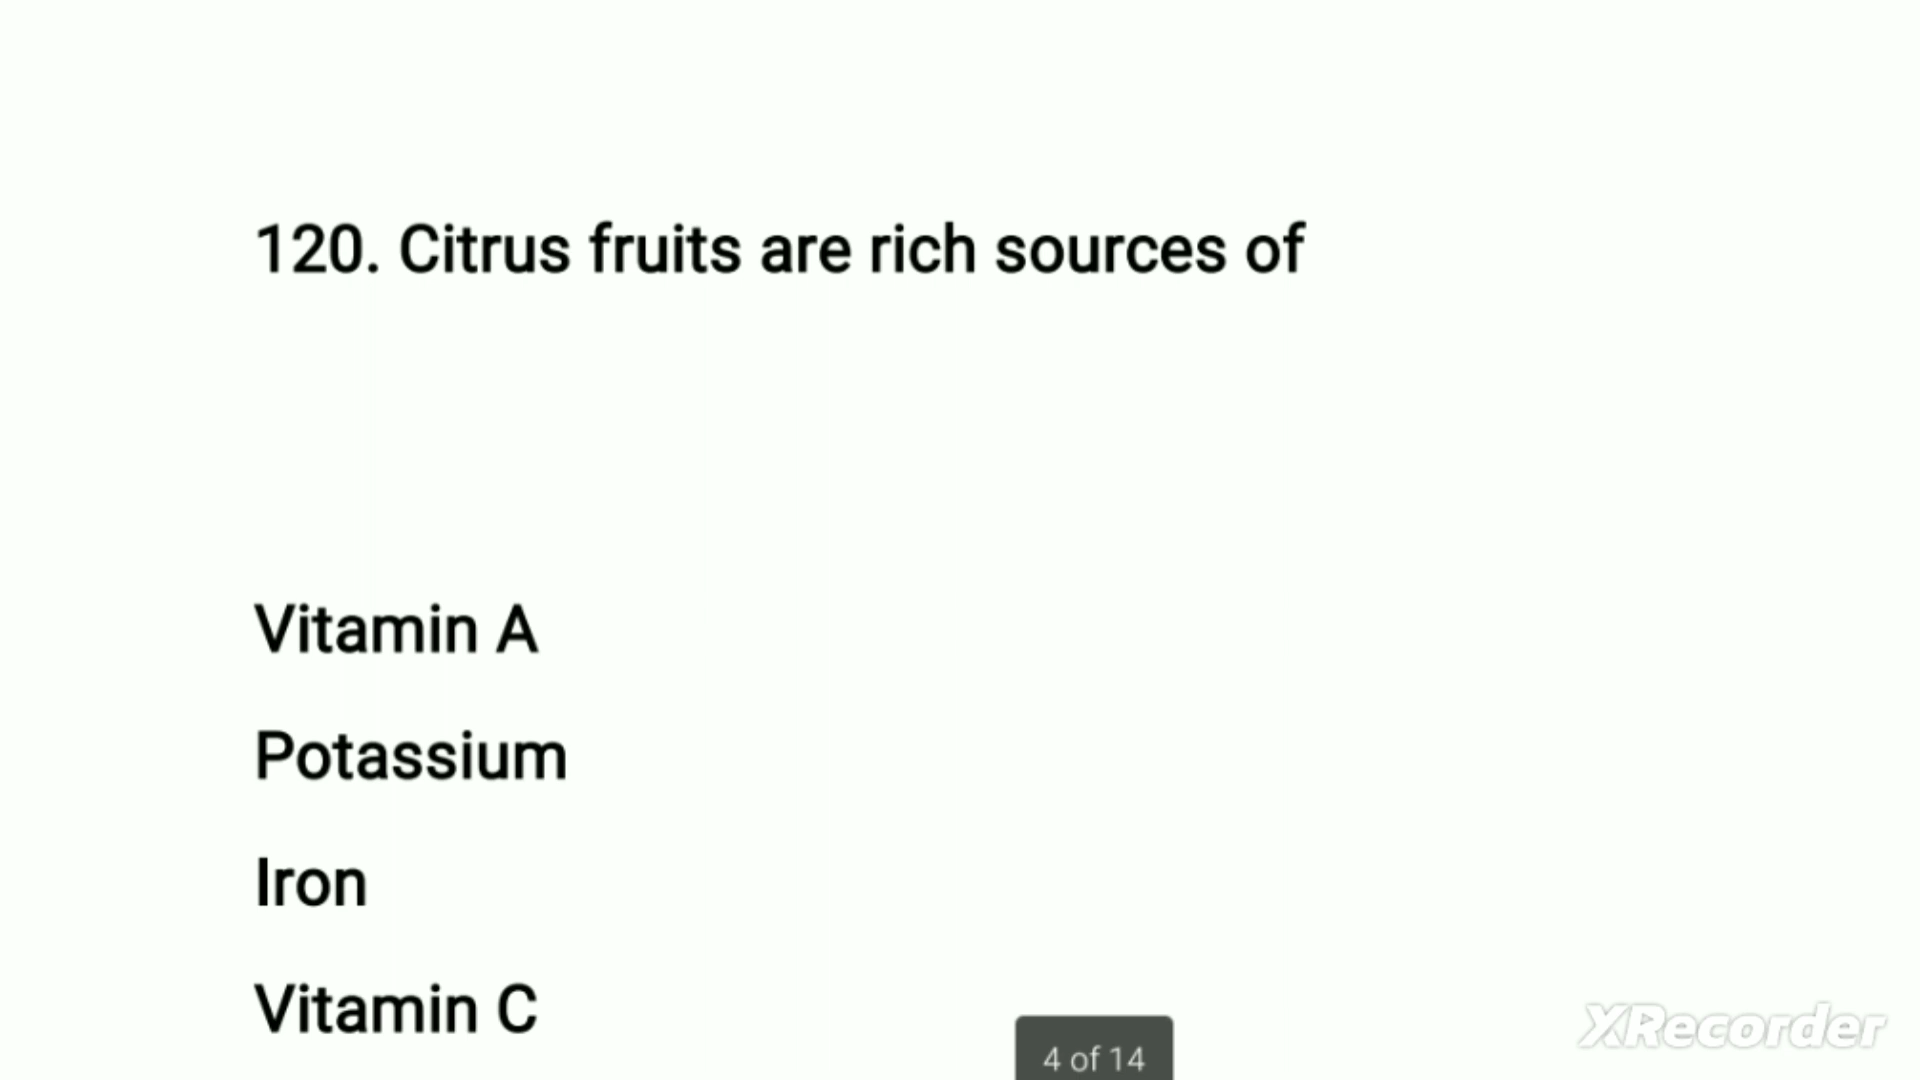 120. Citrus fruits are rich sources of
Vitamin A
Potassium
Iron
Vitamin C
4 of 14
XRecorder